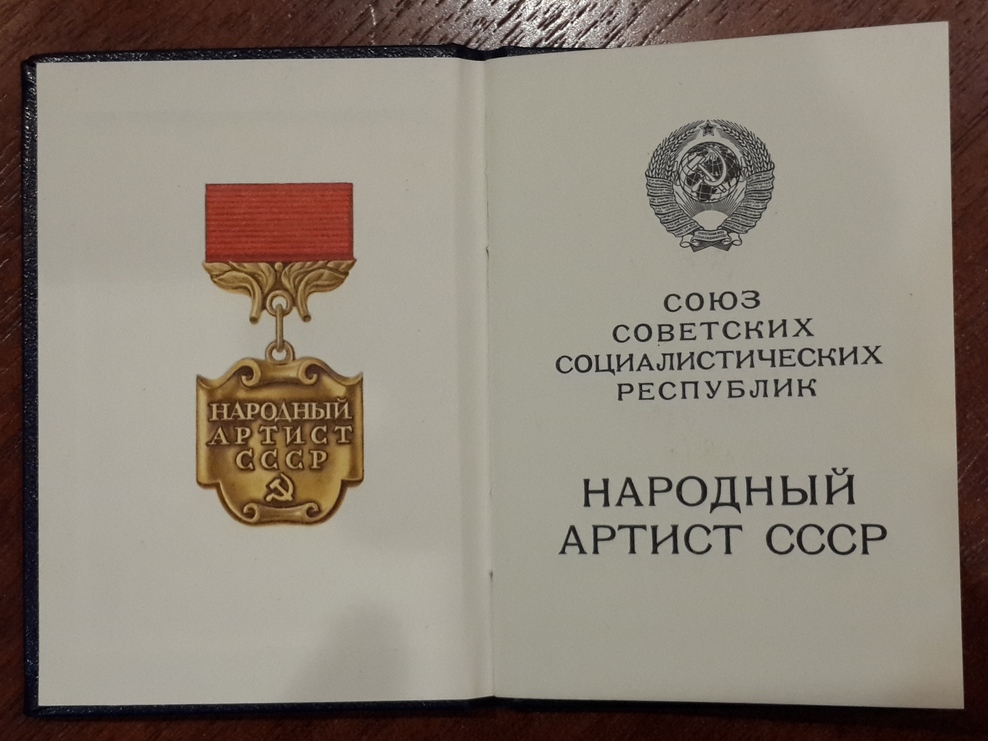 НАРОДНЫЙ
АРТИСТ
СССР
СОЮЗ
СОВЕТСКИХ
СОЦИАЛИСТИЧЕСКИХ
РЕСПУБЛИК
НАРОДНЫЙ
АРТИСТ СССР